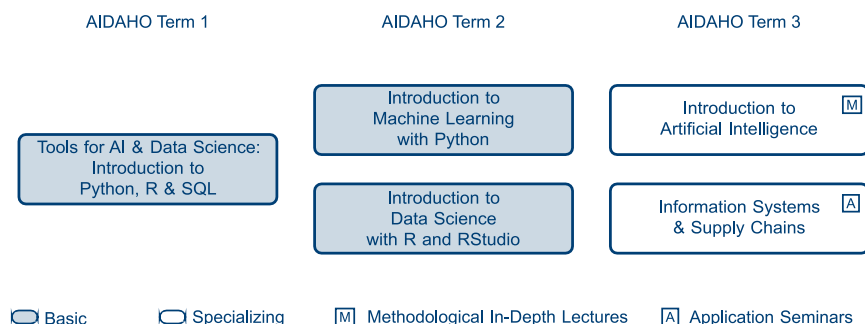 AIDAHO Term 1
AIDAHO Term 2
AIDAHO Term 3
Tools for AI & Data Science:
Introduction to
Python, R & SQL
Introduction to
Machine Learning
with Python
Introduction to
Data Science
with R and RStudio
Introduction to
Artificial Intelligence
M
Information Systems
& Supply Chains
A
Basic
Specializing
M Methodological In-Depth Lectures
A Application Seminars